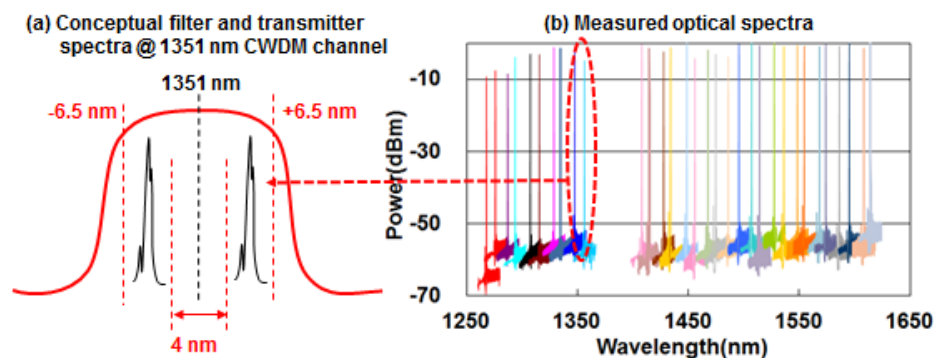 (a) Conceptual filter and transmitter
spectra @ 1351 nm CWDM channel
1351 nm
-6.5 nm
+6.5 nm
4 nm
(b) Measured optical spectra
Power(dBm)
-10
-30
-50
-70
1250
1350
1450
1550
1650
Wavelength(nm)